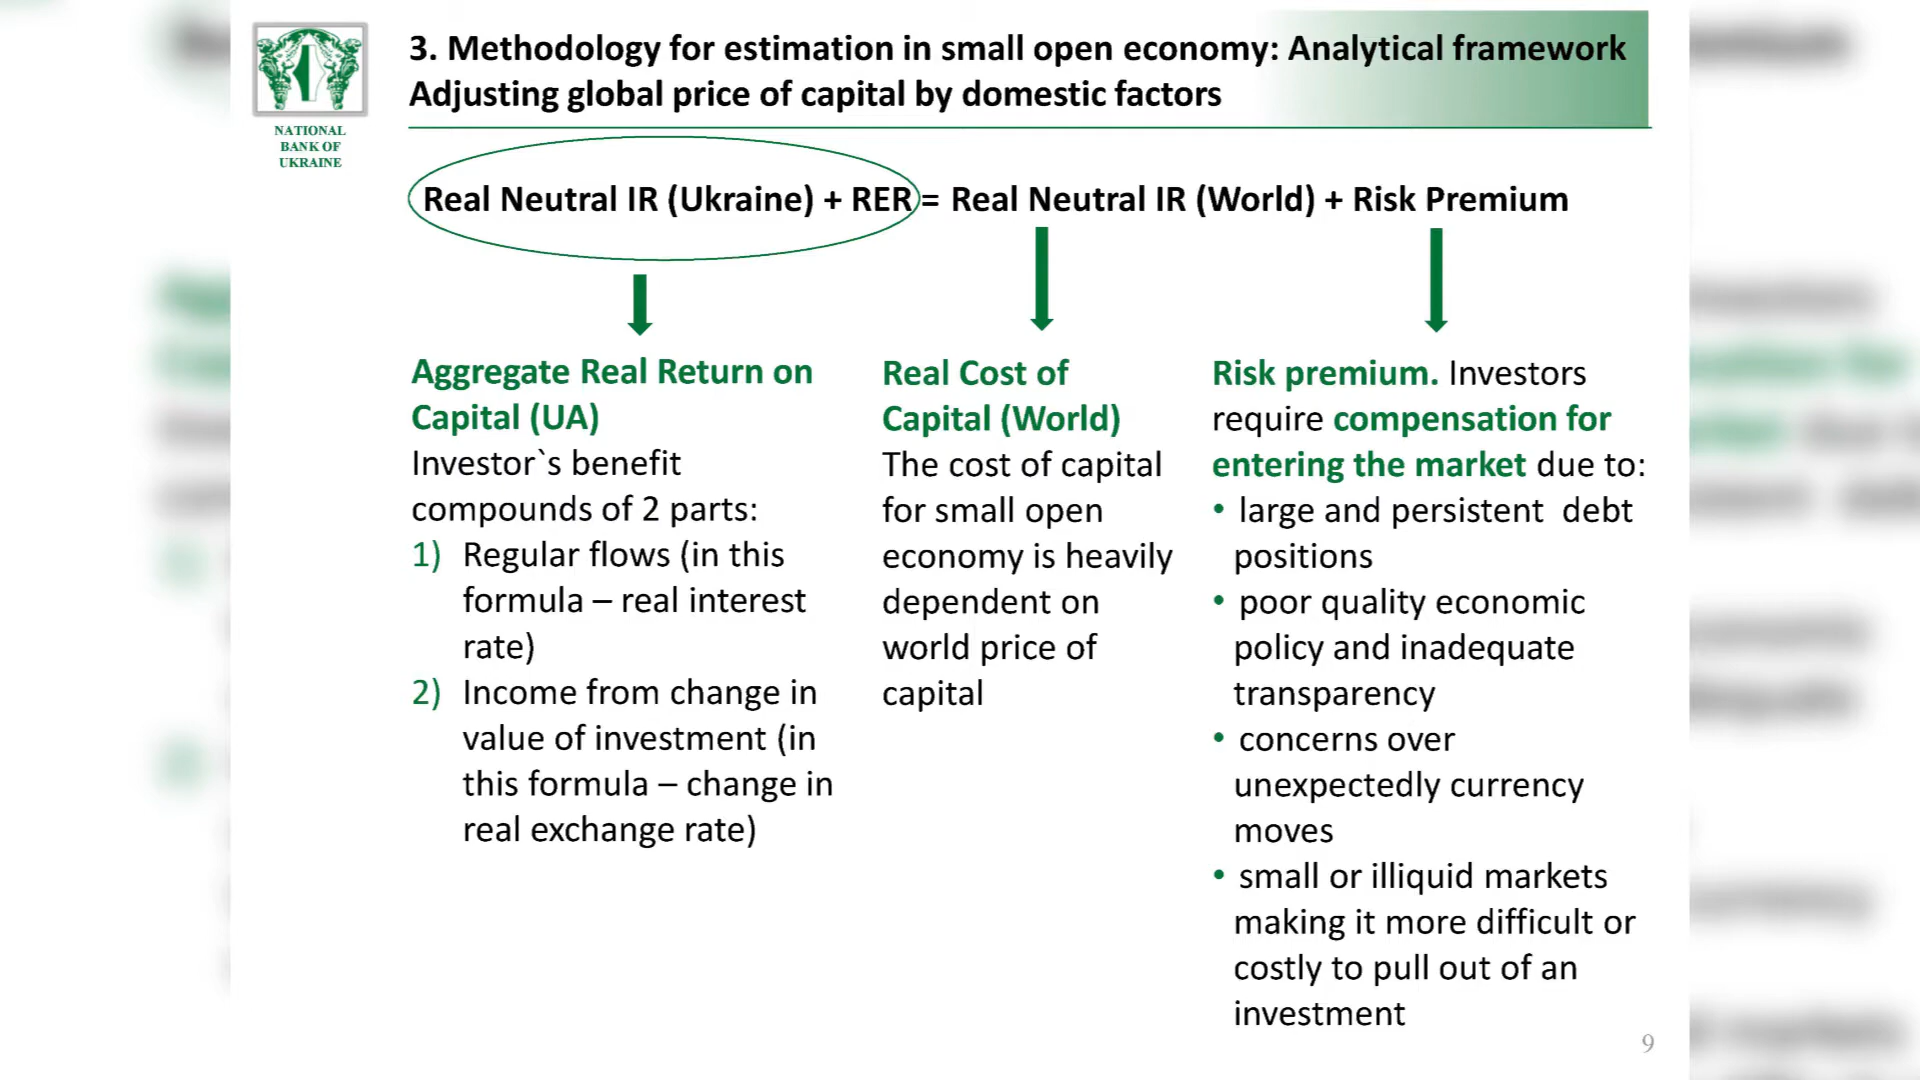 3. Methodology for estimation in small open economy: Analytical framework
Adjusting global price of capital by domestic factors
NATIONAL
BANK OF
UKRAINE
Real Neutral IR (Ukraine) + RER = Real Neutral IR (World) + Risk Premium
Aggregate Real Return on
Capital (UA)
Investor`s benefit
compounds of 2 parts:
1) Regular flows (in this
formula – real interest
rate)
2) Income from change in
value of investment (in
this formula – change in
real exchange rate)
Real Cost of
Capital (World)
The cost of capital
for small open
economy is heavily
dependent on
world price of
capital
Risk premium. Investors
require compensation for
entering the market due to:
• large and persistent debt
positions
• poor quality economic
policy and inadequate
transparency
• concerns over
unexpectedly currency
moves
• small or illiquid markets
making it more difficult or
costly to pull out of an
investment
9